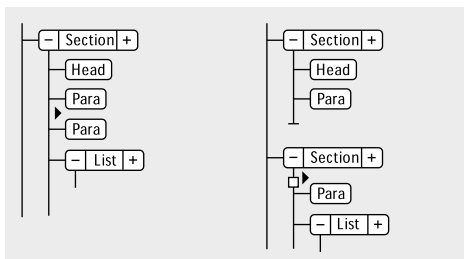 − Section +
Head
Para
Para
− List +
− Section +
Head
Para
− Section +
Para
− List +